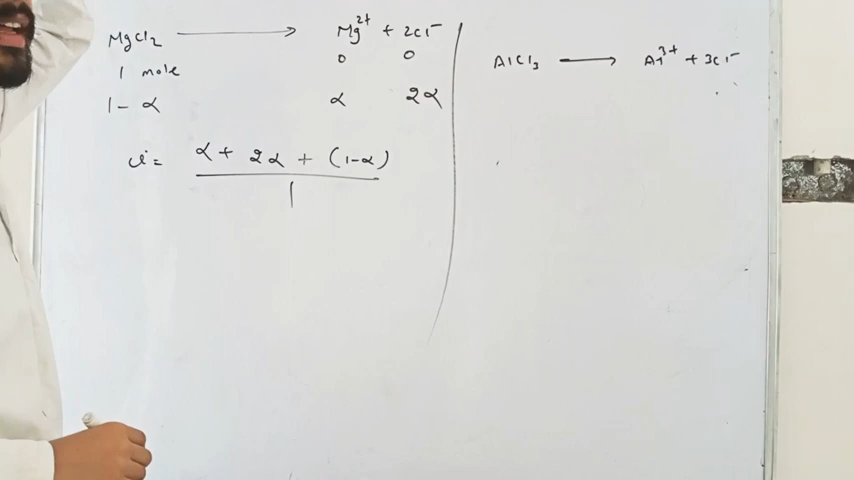 MgCl₂ ⟶ Mg²⁺ + 2Cl⁻
0 0
1 mole
1 - α α 2α
i = α + 2α + (1-α)
1
AlCl₃ ⟶ Al³⁺ + 3Cl⁻